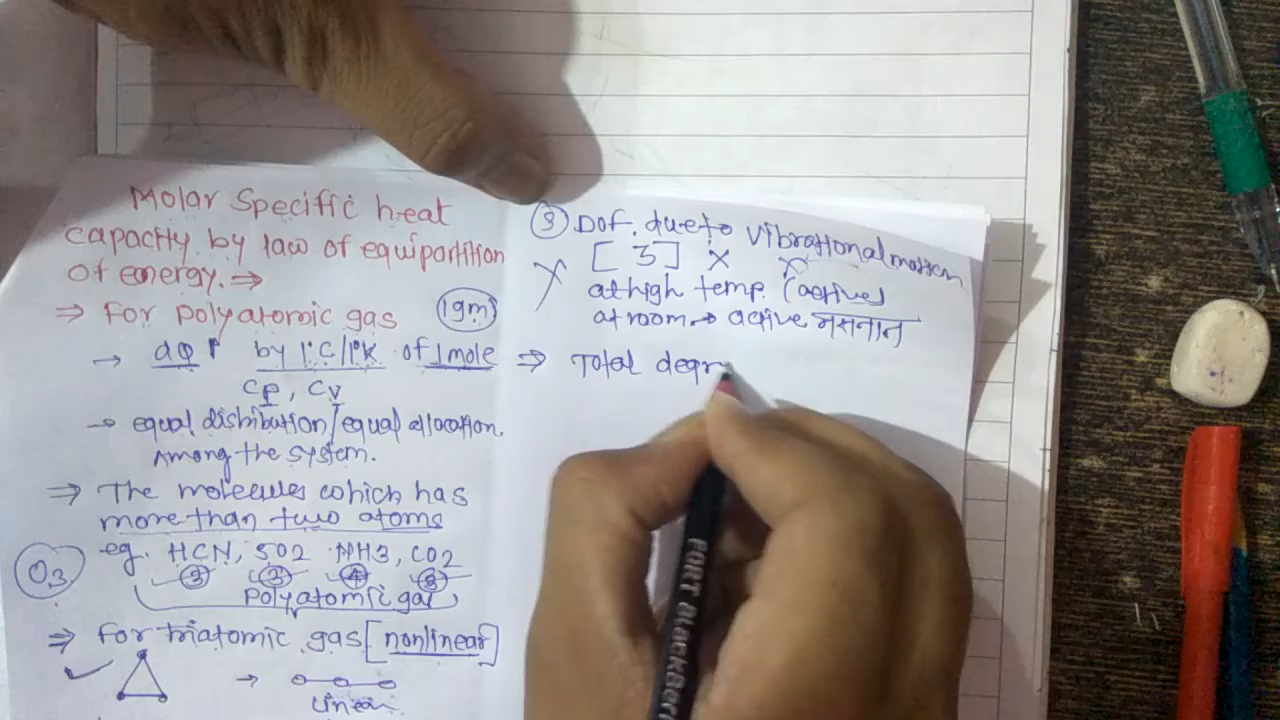 Molar Specific heat
capacity by law of equipartition
of energy. ⇒
⇒ for polyatomic gas (1gm)
→ dQ↑ by 1°C/1°K of 1mole
Cp, Cv
→ equal distribution/equal allocation
Among the system.
⇒ The molecules which has
more than two atoms
eg. HCN, SO2 NH3, CO2
O3
3 3 4 3
polyatomic gas
⇒ for triatomic gas [nonlinear]
→
Linear
③ Dof. due to vibrational motion
[ 3 ] x x
at high temp. (active)
at room → active नसतात
⇒ Total degr
FORT BLACKBERRY